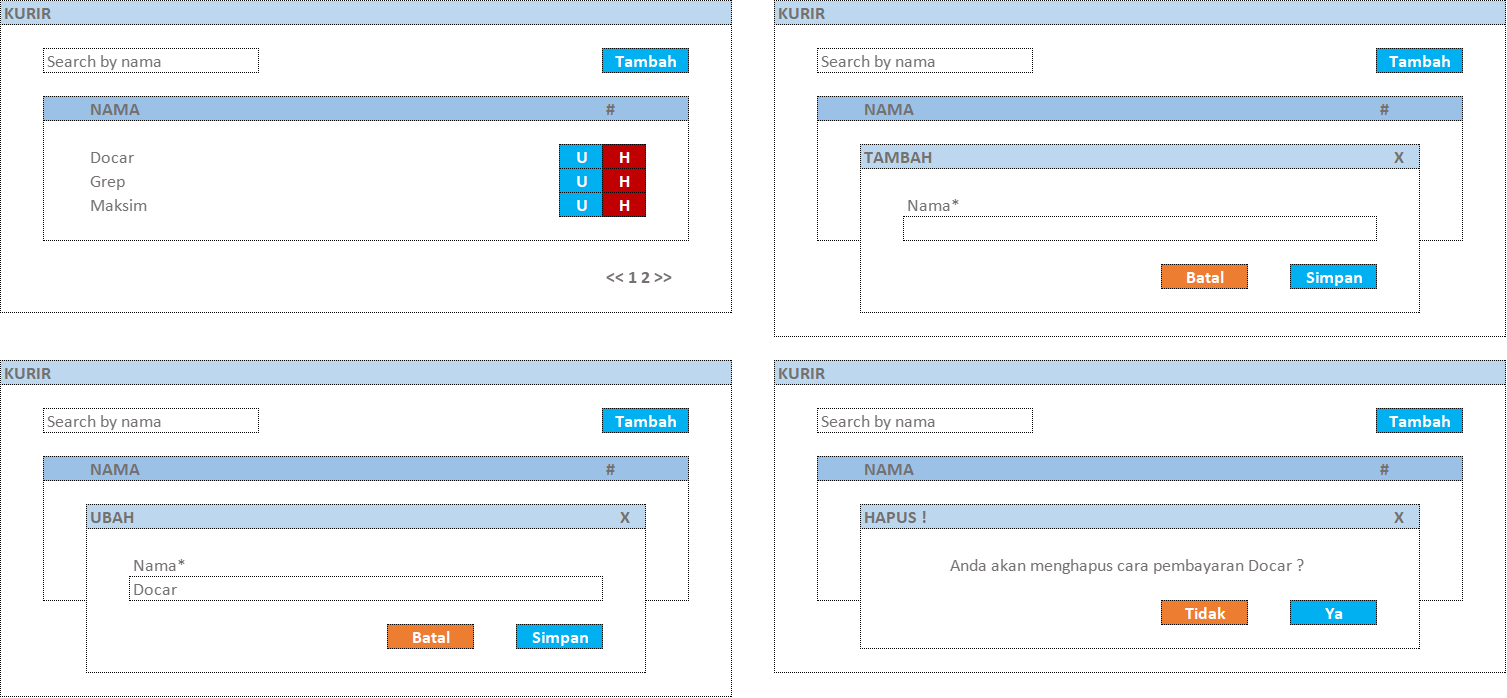 KURIR
Search by nama Tambah
NAMA #
Docar U H
Grep U H
Maksim U H
<< 1 2 >>
KURIR
Search by nama Tambah
NAMA #
TAMBAH X
Nama*
Batal Simpan
KURIR
Search by nama Tambah
NAMA #
UBAH X
Nama*
Docar
Batal Simpan
KURIR
Search by nama Tambah
NAMA #
HAPUS ! X
Anda akan menghapus cara pembayaran Docar ?
Tidak Ya